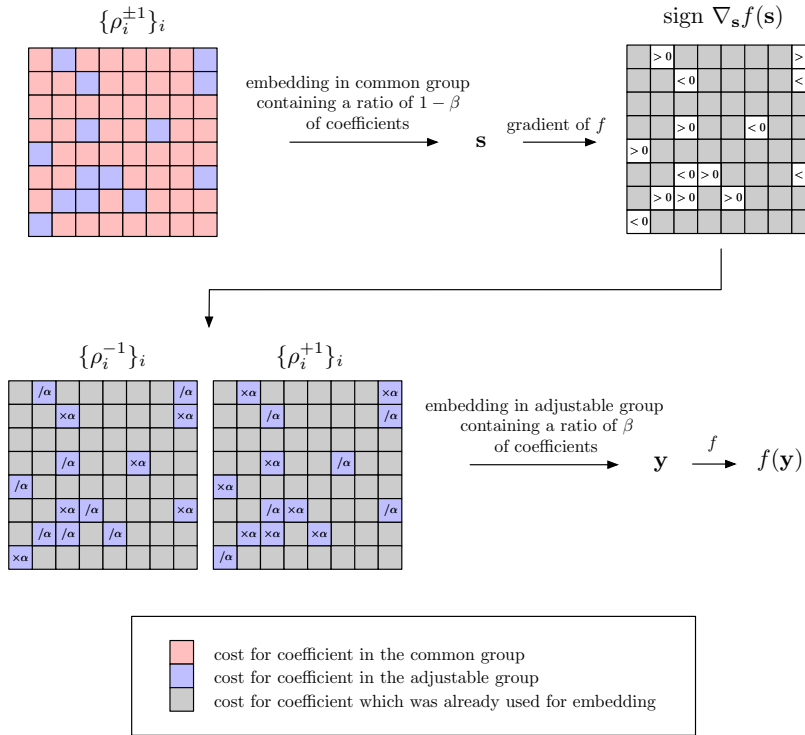 {ρ_i^{±1}}_i
sign ∇_s f(s)
embedding in common group
containing a ratio of 1 − β
of coefficients
s
gradient of f
> 0 >
< 0 <
> 0 < 0
> 0
< 0 > 0 <
> 0 > 0 > 0
< 0
{ρ_i^{−1}}_i
{ρ_i^{+1}}_i
/α /α
×α ×α
/α ×α
/α
×α /α ×α
/α /α /α
×α
×α ×α
/α /α
×α /α
×α
/α ×α /α
×α ×α ×α
/α
embedding in adjustable group
containing a ratio of β
of coefficients
y
f
f(y)
cost for coefficient in the common group
cost for coefficient in the adjustable group
cost for coefficient which was already used for embedding